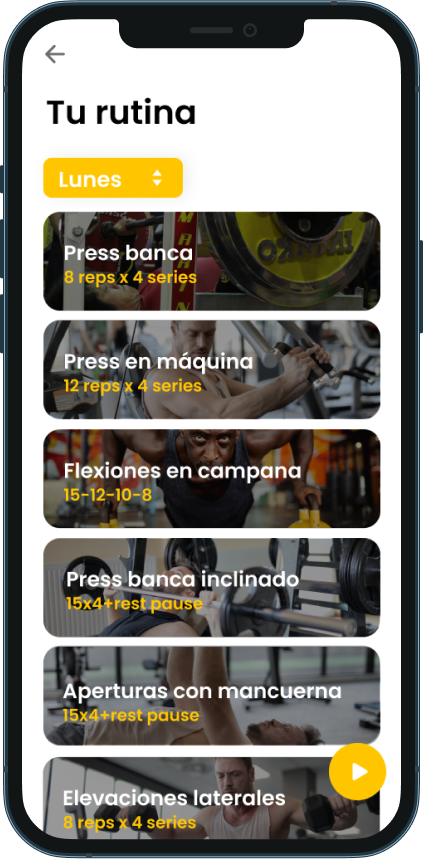 Tu rutina
Lunes
Press banca
8 reps x 4 series
Press en máquina
12 reps x 4 series
Flexiones en campana
15-12-10-8
Press banca inclinado
15x4+rest pause
Aperturas con mancuerna
15x4+rest pause
Elevaciones laterales
8 reps x 4 series